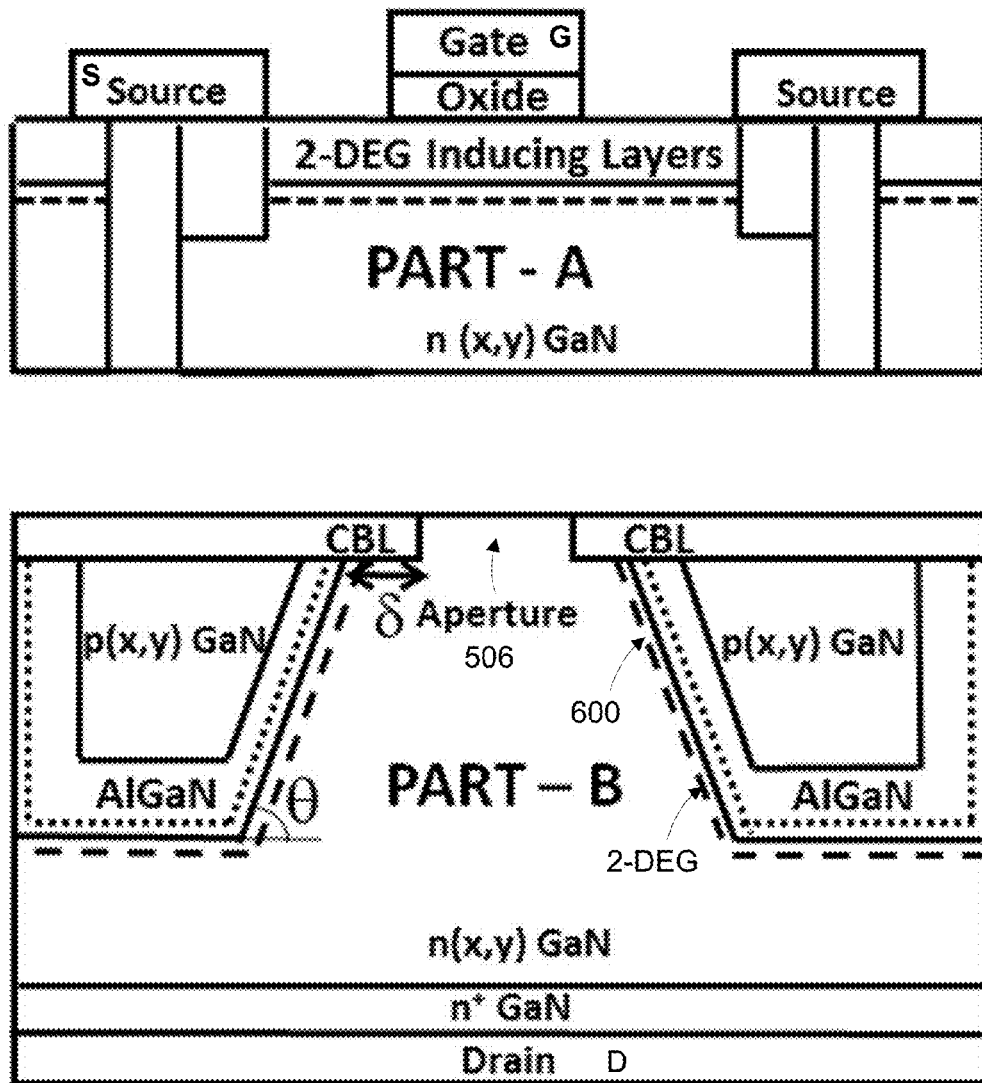 Gate G
S Source
Source
Oxide
2-DEG Inducing Layers
PART - A
n (x,y) GaN
CBL
CBL
δ Aperture
506
p(x,y) GaN
p(x,y) GaN
600
AlGaN
θ
PART – B
AlGaN
2-DEG
n(x,y) GaN
n⁺ GaN
Drain D